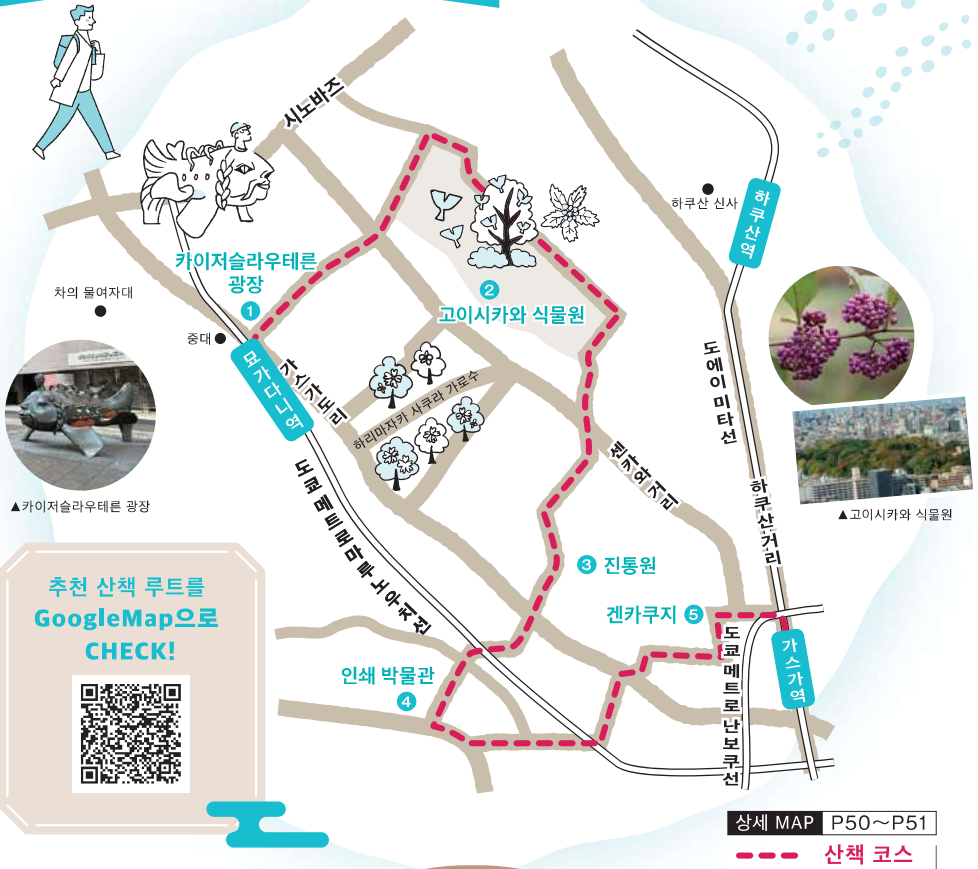 시노바즈
하쿠산 신사
하쿠산역
카이저슬라우테른
광장
1
차의 물여자대
중대
묘가다니역
가스가도리
2
고이시카와 식물원
하리마자카 사쿠라 가로수
도에이미타선
▲카이저슬라우테른 광장
▲고이시카와 식물원
센카와거리
하쿠산거리
도쿄메트로마루노우치선
3 진통원
겐카쿠지 5
추천 산책 루트를
GoogleMap으로
CHECK!
인쇄 박물관
4
도쿄메트로난보쿠선
가스가역
상세 MAP P50~P51
산책 코스